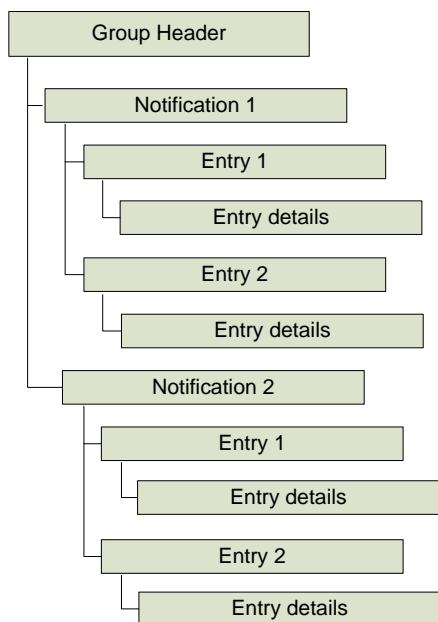 Group Header
Notification 1
Entry 1
Entry details
Entry 2
Entry details
Notification 2
Entry 1
Entry details
Entry 2
Entry details